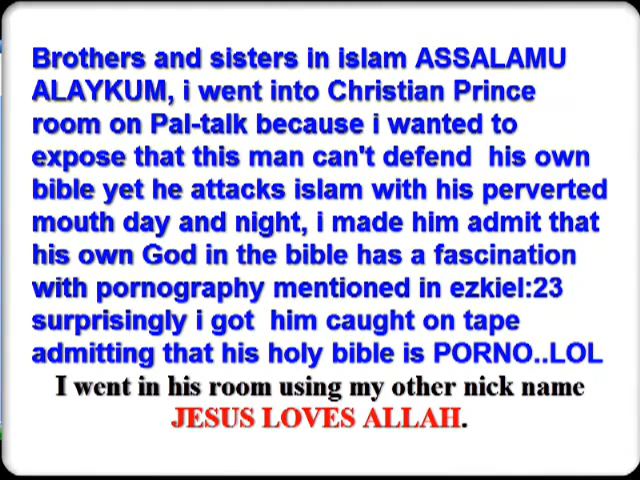 Brothers and sisters in islam ASSALAMU
ALAYKUM, i went into Christian Prince
room on Pal-talk because i wanted to
expose that this man can't defend his own
bible yet he attacks islam with his perverted
mouth day and night, i made him admit that
his own God in the bible has a fascination
with pornography mentioned in ezkiel:23
surprisingly i got him caught on tape
admitting that his holy bible is PORNO..LOL
I went in his room using my other nick name
JESUS LOVES ALLAH.